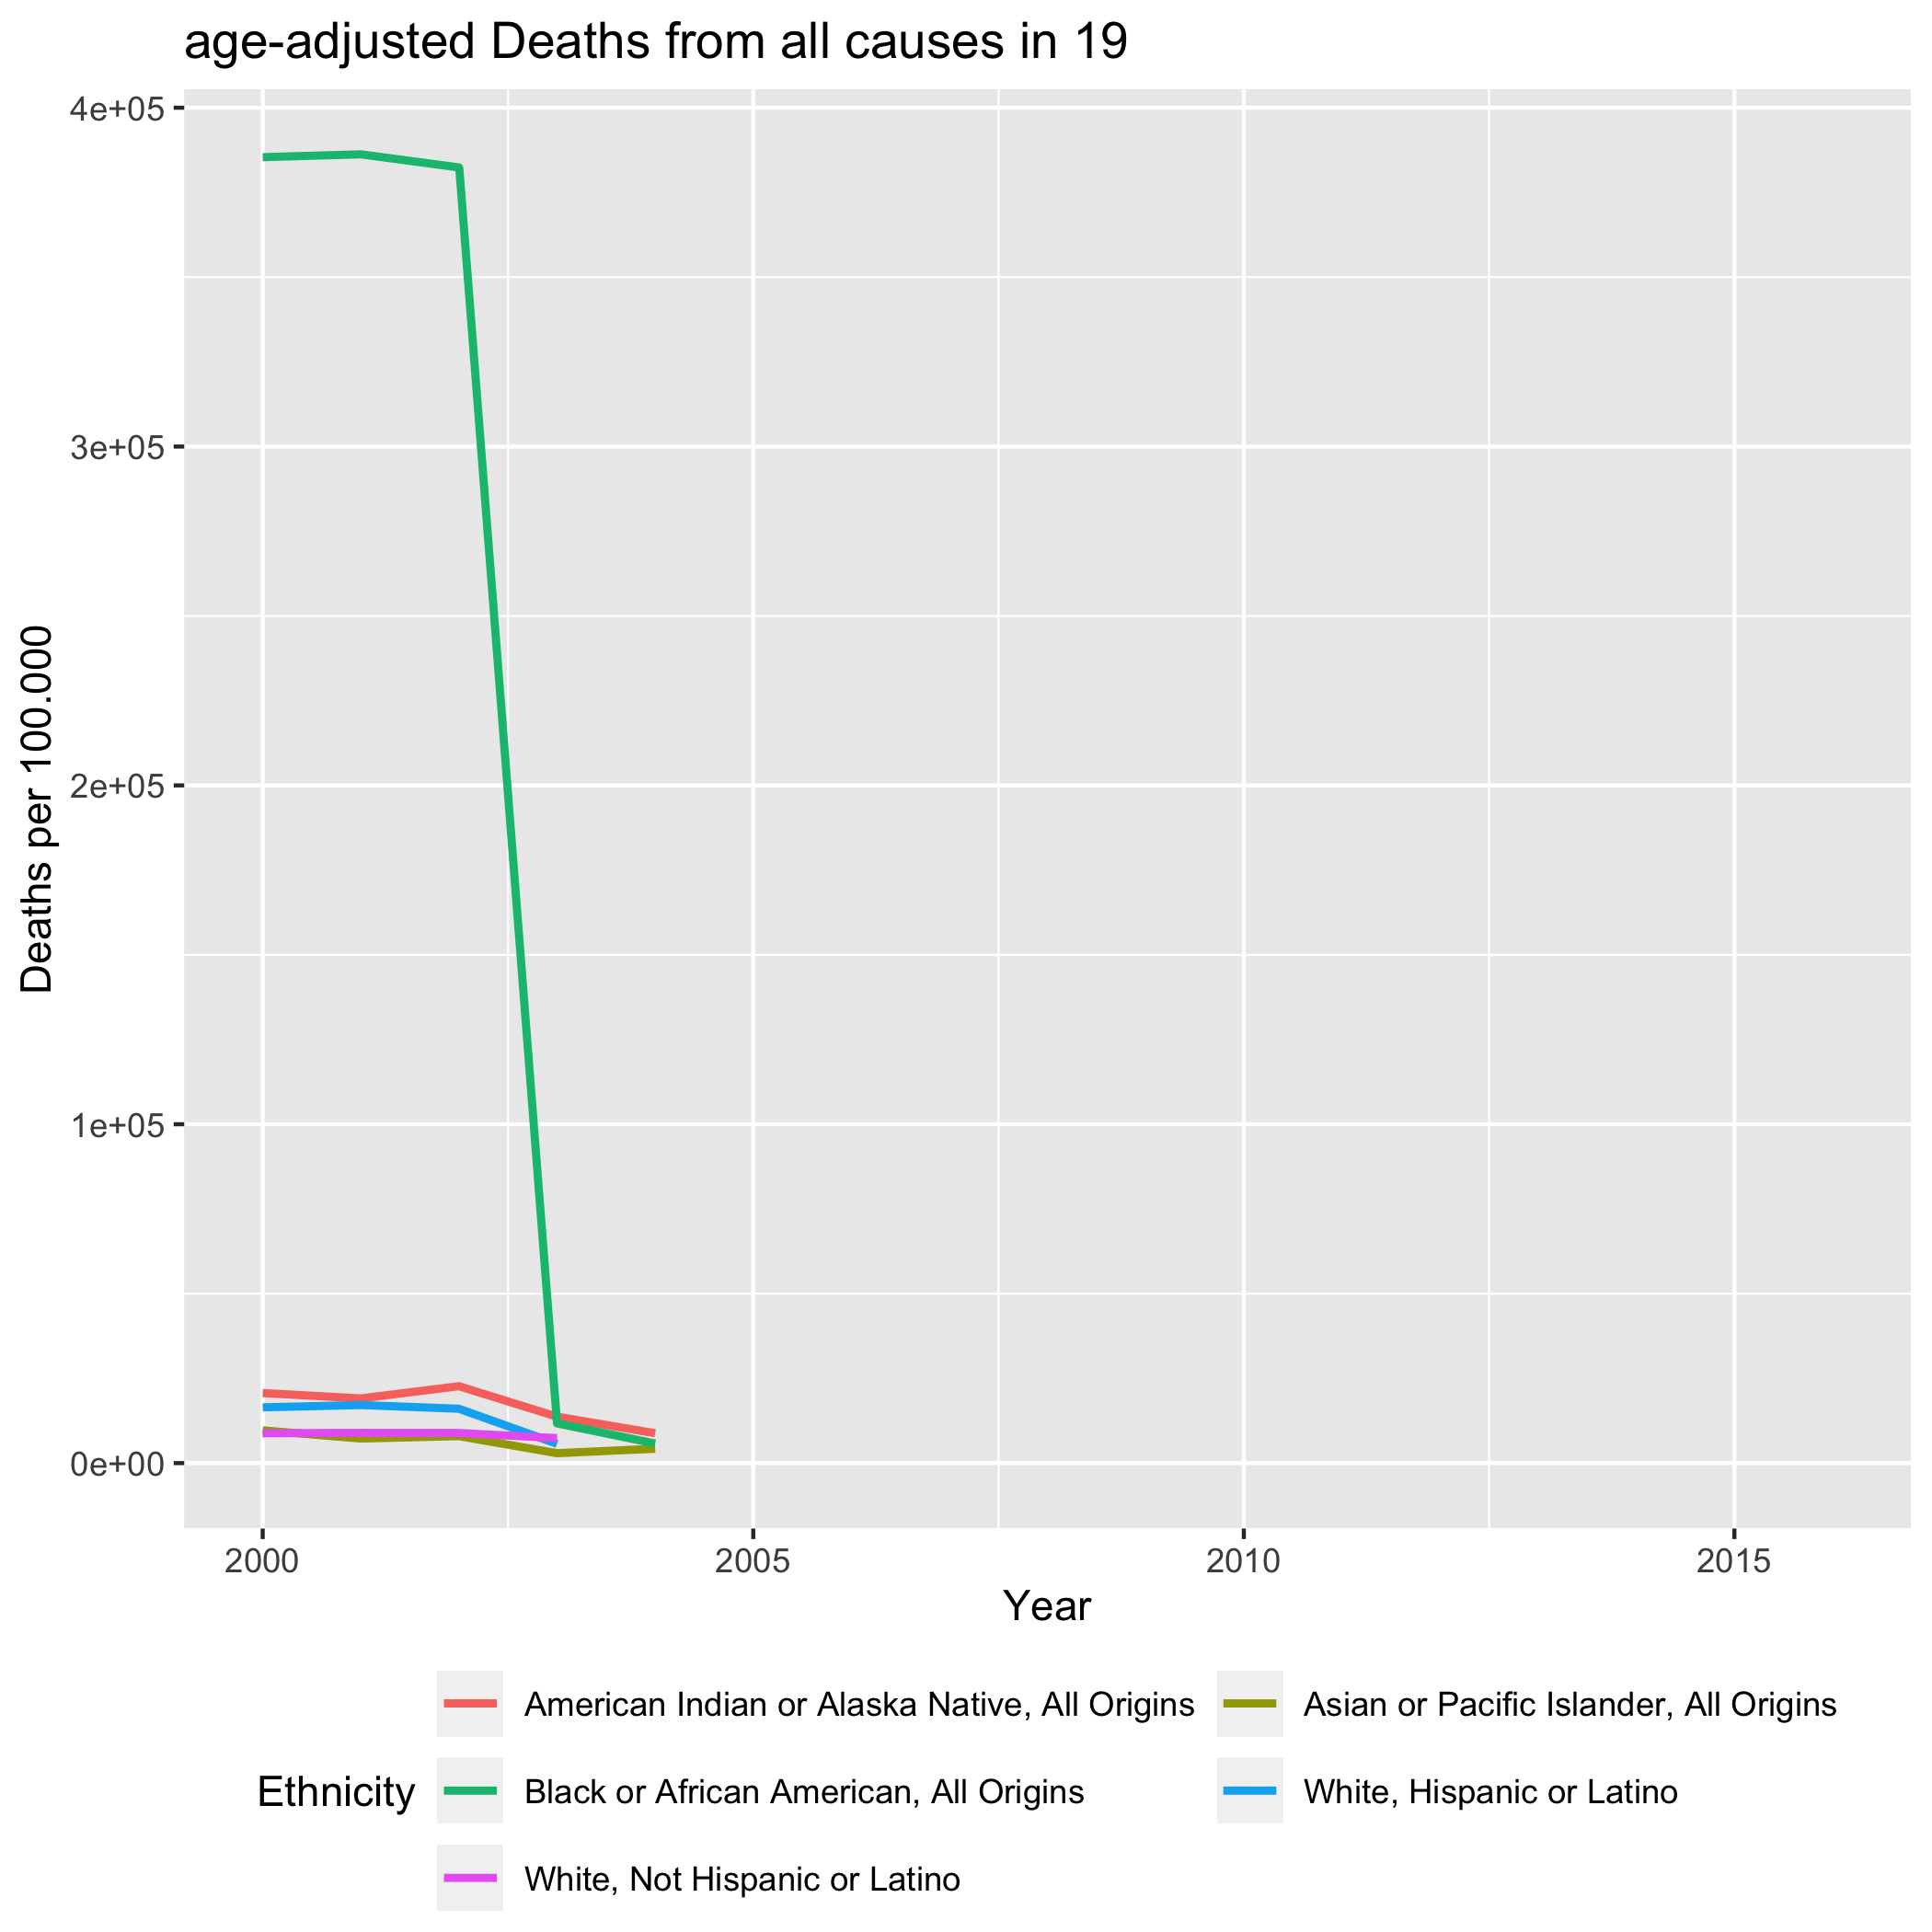 age-adjusted Deaths from all causes in 19
4e+05
3e+05
2e+05
1e+05
0e+00
Deaths per 100.000
2000 2005 2010 2015
Year
Ethnicity
American Indian or Alaska Native, All Origins
Asian or Pacific Islander, All Origins
Black or African American, All Origins
White, Hispanic or Latino
White, Not Hispanic or Latino